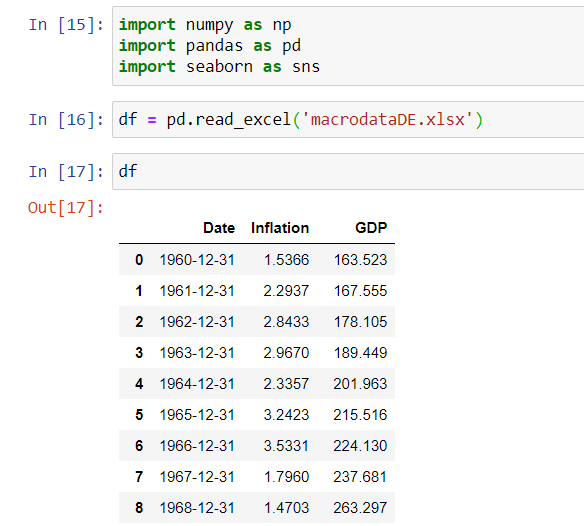 In [15]: import numpy as np
import pandas as pd
import seaborn as sns
In [16]: df = pd.read_excel('macrodataDE.xlsx')
In [17]: df
Out[17]:
Date Inflation GDP
0 1960-12-31 1.5366 163.523
1 1961-12-31 2.2937 167.555
2 1962-12-31 2.8433 178.105
3 1963-12-31 2.9670 189.449
4 1964-12-31 2.3357 201.963
5 1965-12-31 3.2423 215.516
6 1966-12-31 3.5331 224.130
7 1967-12-31 1.7960 237.681
8 1968-12-31 1.4703 263.297